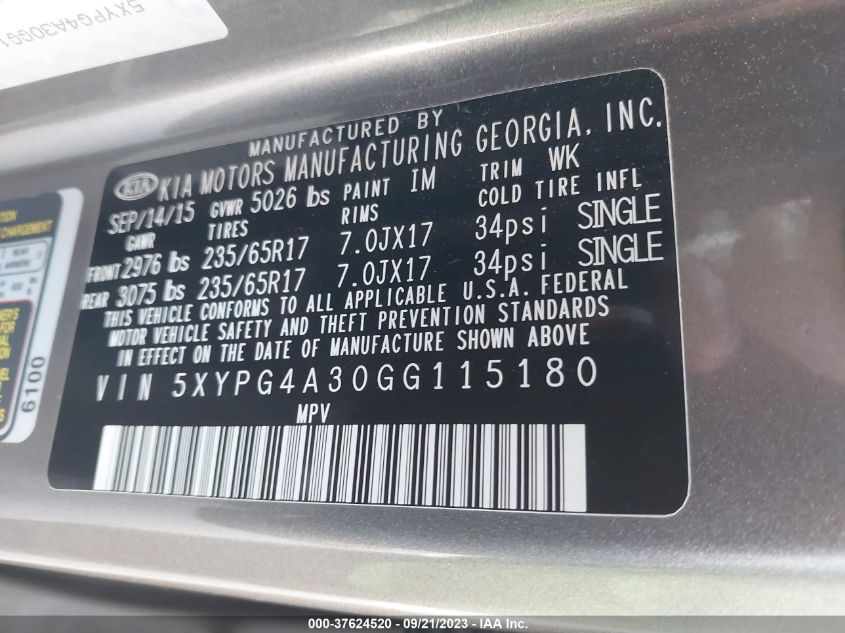 5XYPG4A30GG1
MANUFACTURED BY
KIA KIA MOTORS MANUFACTURING GEORGIA, INC.
SEP/14/15 GVWR 5026 lbs PAINT IM TRIM WK
GAWR TIRES RIMS COLD TIRE INFL
FRONT 2976 lbs 235/65R17 7.0JX17 34psi SINGLE
REAR 3075 lbs 235/65R17 7.0JX17 34psi SINGLE
THIS VEHICLE CONFORMS TO ALL APPLICABLE U.S.A. FEDERAL
MOTOR VEHICLE SAFETY AND THEFT PREVENTION STANDARDS
IN EFFECT ON THE DATE OF MANUFACTURE SHOWN ABOVE
VIN 5XYPG4A30GG115180
MPV
REAR
6100
000-37624520 - 09/21/2023 - IAA Inc.